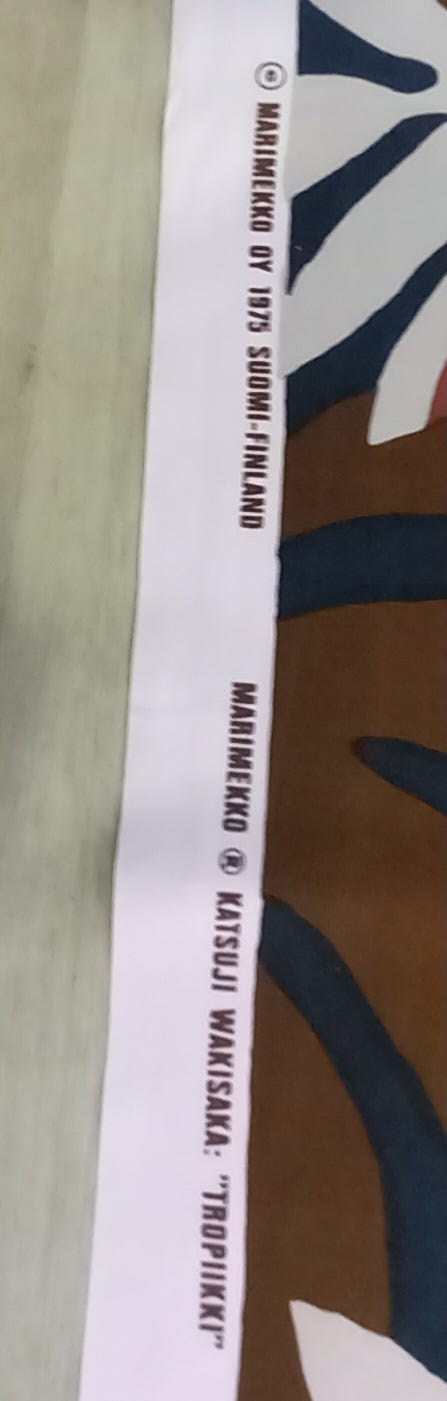 © MARIMEKKO OY 1975 SUOMI-FINLAND MARIMEKKO ® KATSUJI WAKISAKA: "TROPIIKKI"